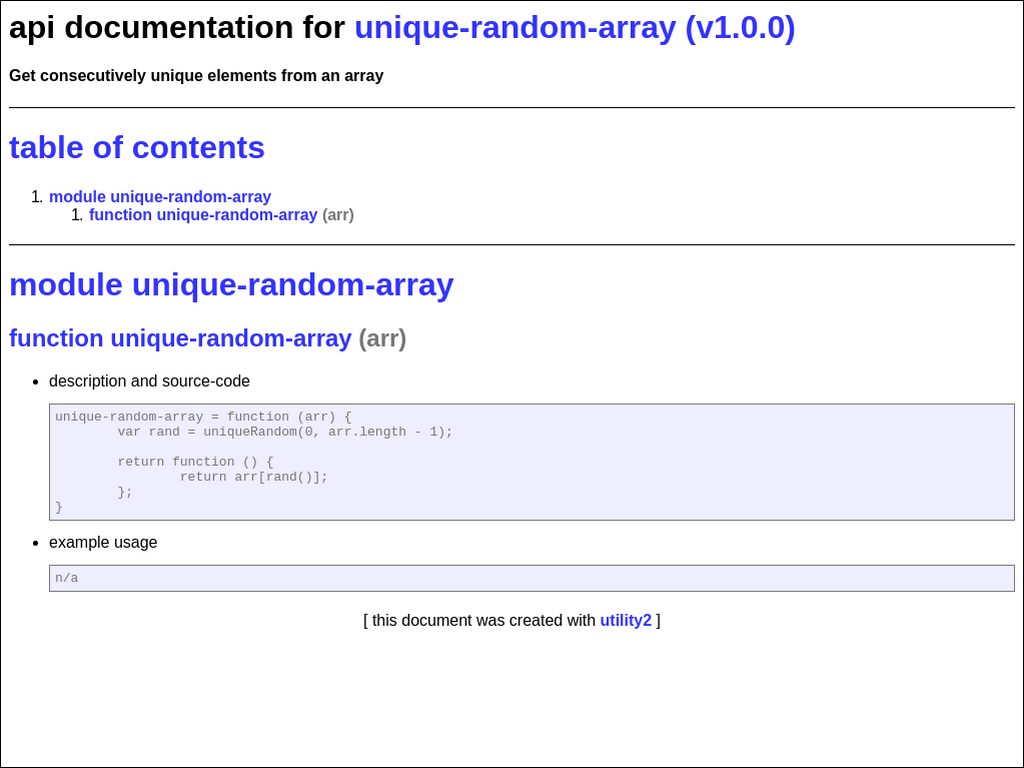 api documentation for unique-random-array (v1.0.0)
Get consecutively unique elements from an array
table of contents
1. module unique-random-array
1. function unique-random-array (arr)
module unique-random-array
function unique-random-array (arr)
• description and source-code
unique-random-array = function (arr) {
        var rand = uniqueRandom(0, arr.length - 1);
        return function () {
                return arr[rand()];
        };
}
• example usage
n/a
[ this document was created with utility2 ]